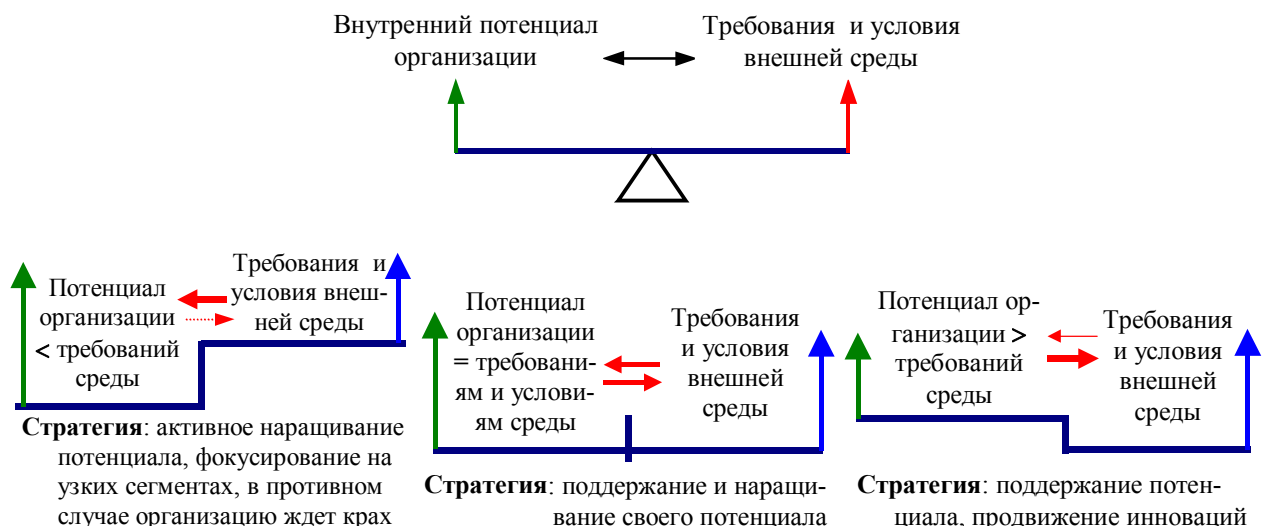 Внутренний потенциал
организации
Требования и условия
внешней среды
Потенциал
организации
< требований
среды
Требования и
условия внеш-
ней среды
Стратегия: активное наращивание
потенциала, фокусирование на
узких сегментах, в противном
случае организацию ждет крах
Потенциал
организации
= требовани-
ям и услови-
ям среды
Требования
и условия
внешней
среды
Стратегия: поддержание и наращи-
вание своего потенциала
Потенциал ор-
ганизации >
требований
среды
Требования
и условия
внешней
среды
Стратегия: поддержание потен-
циала, продвижение инноваций